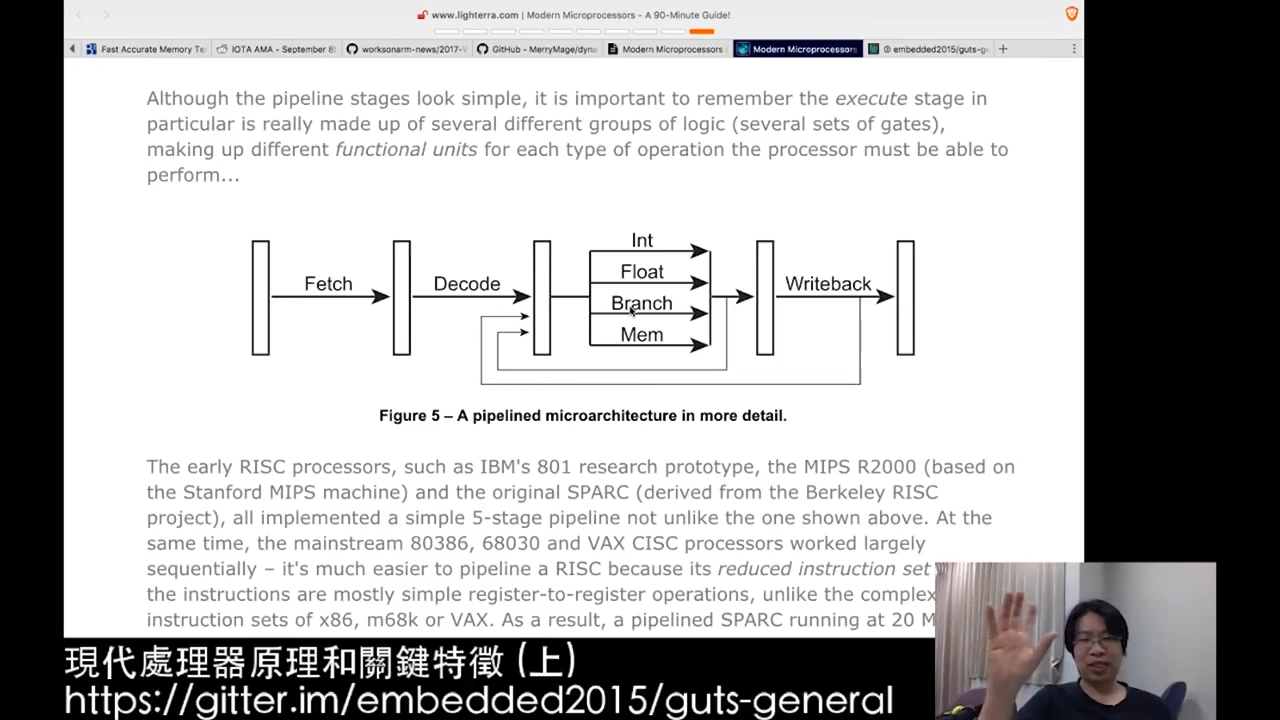 www.lighterra.com | Modern Microprocessors - A 90-Minute Guide!
Fast Accurate Memory Te
IOTA AMA - September 8
worksonarm-news/2017-
GitHub - MerryMage/dyna
Modern Microprocessors
Modern Microprocessors
embedded2015/guts-ge
Although the pipeline stages look simple, it is important to remember the execute stage in
particular is really made up of several different groups of logic (several sets of gates),
making up different functional units for each type of operation the processor must be able to
perform...
Int
Fetch
Decode
Float
Writeback
Branch
Mem
Figure 5 – A pipelined microarchitecture in more detail.
The early RISC processors, such as IBM's 801 research prototype, the MIPS R2000 (based on
the Stanford MIPS machine) and the original SPARC (derived from the Berkeley RISC
project), all implemented a simple 5-stage pipeline not unlike the one shown above. At the
same time, the mainstream 80386, 68030 and VAX CISC processors worked largely
sequentially – it's much easier to pipeline a RISC because its reduced instruction set
the instructions are mostly simple register-to-register operations, unlike the complex
instruction sets of x86, m68k or VAX. As a result, a pipelined SPARC running at 20 M
現代處理器原理和關鍵特徵 (上)
https://gitter.im/embedded2015/guts-general